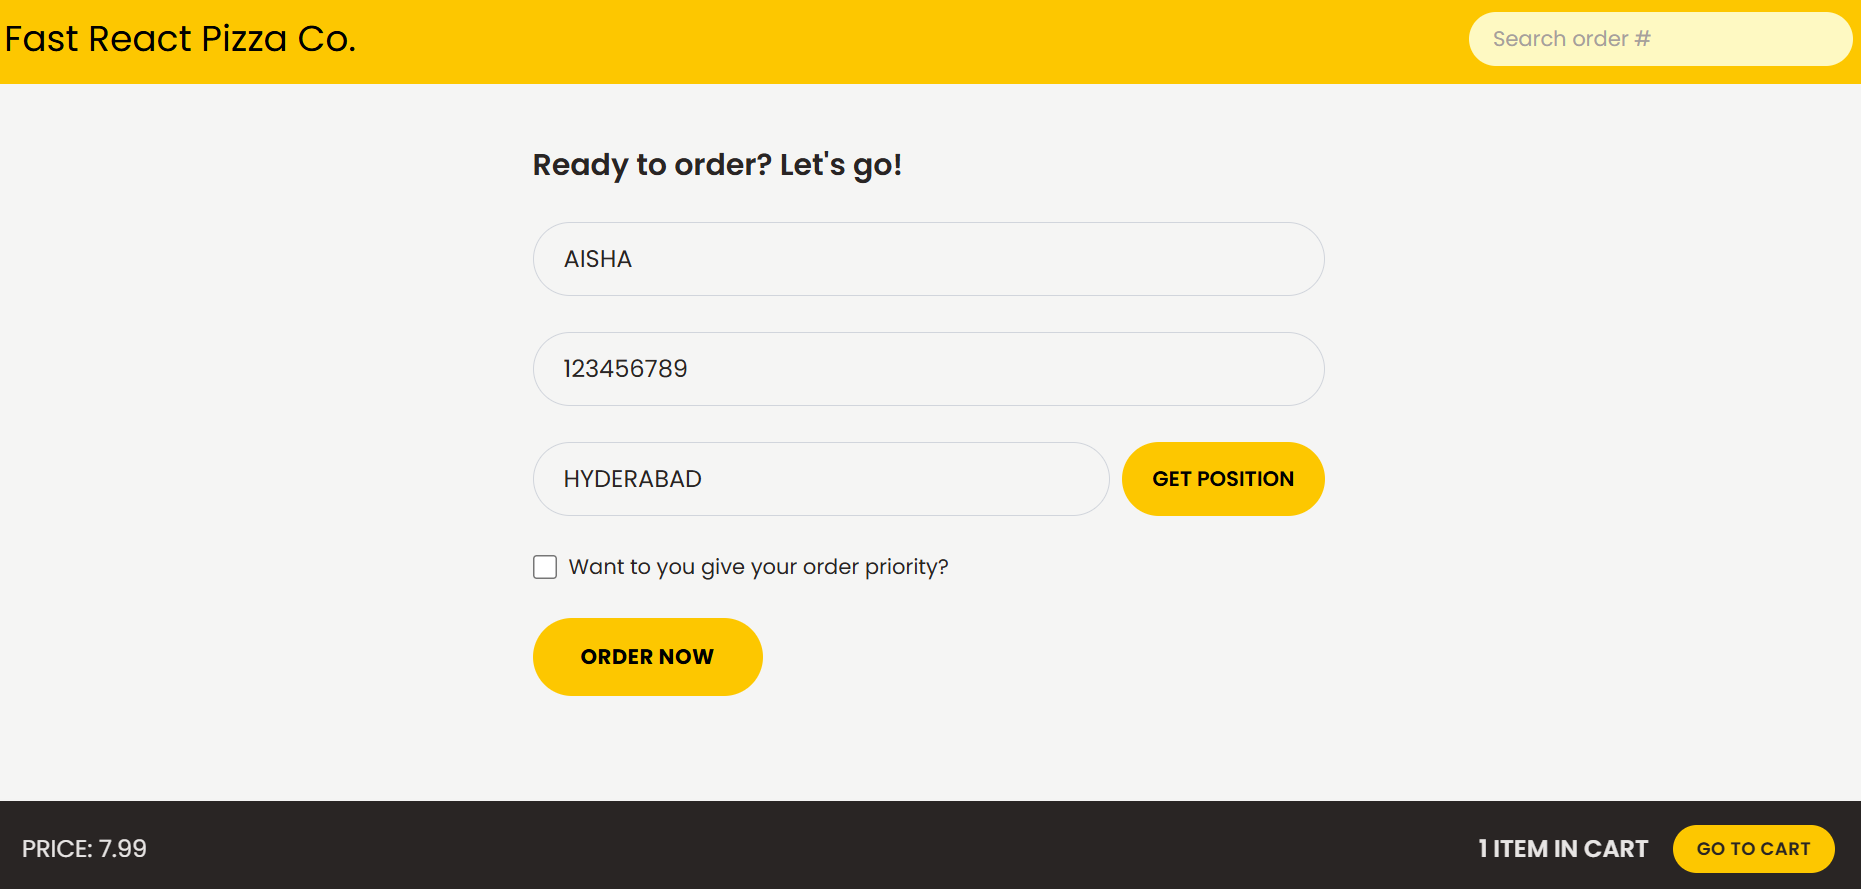 Fast React Pizza Co.
Search order #
Ready to order? Let's go!
AISHA
123456789
HYDERABAD
GET POSITION
Want to you give your order priority?
ORDER NOW
PRICE: 7.99
1 ITEM IN CART
GO TO CART